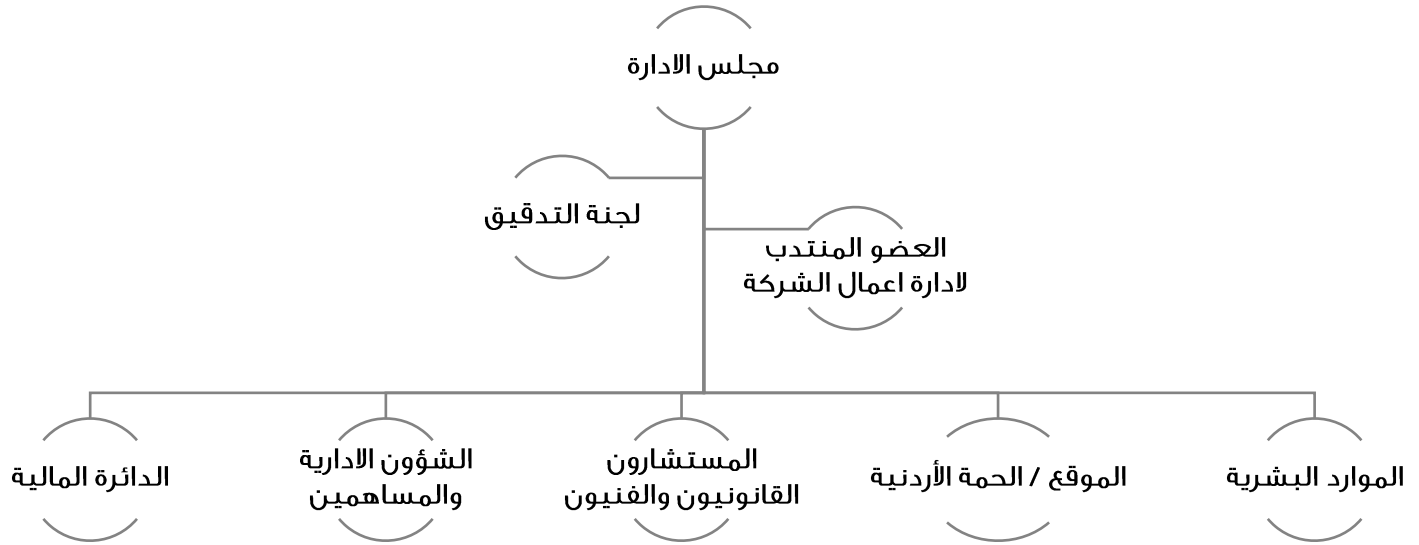 مجلس الادارة
لجنة التدقيق
العضو المنتدب
لادارة اعمال الشركة
الموارد البشرية
الموقع / الحمة الأردنية
المستشارون
القانونيون والفنيون
الشؤون الادارية
والمساهمين
الدائرة المالية